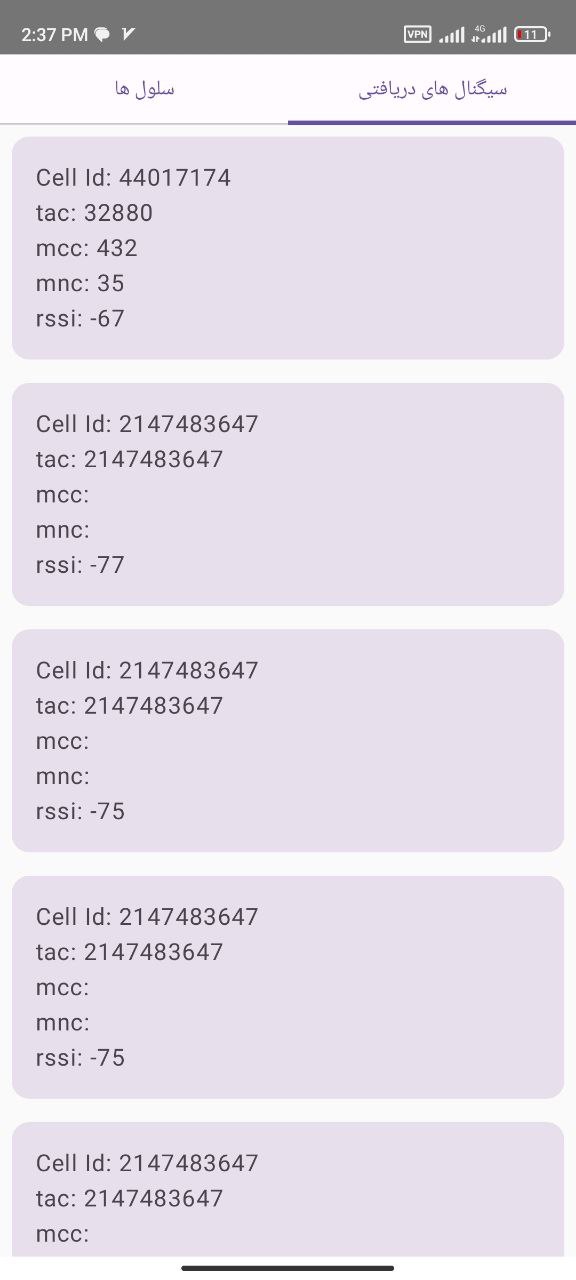 2:37 PM
VPN 4G 11
سلول ها
سیگنال های دریافتی
Cell Id: 44017174
tac: 32880
mcc: 432
mnc: 35
rssi: -67
Cell Id: 2147483647
tac: 2147483647
mcc:
mnc:
rssi: -77
Cell Id: 2147483647
tac: 2147483647
mcc:
mnc:
rssi: -75
Cell Id: 2147483647
tac: 2147483647
mcc:
mnc:
rssi: -75
Cell Id: 2147483647
tac: 2147483647
mcc: